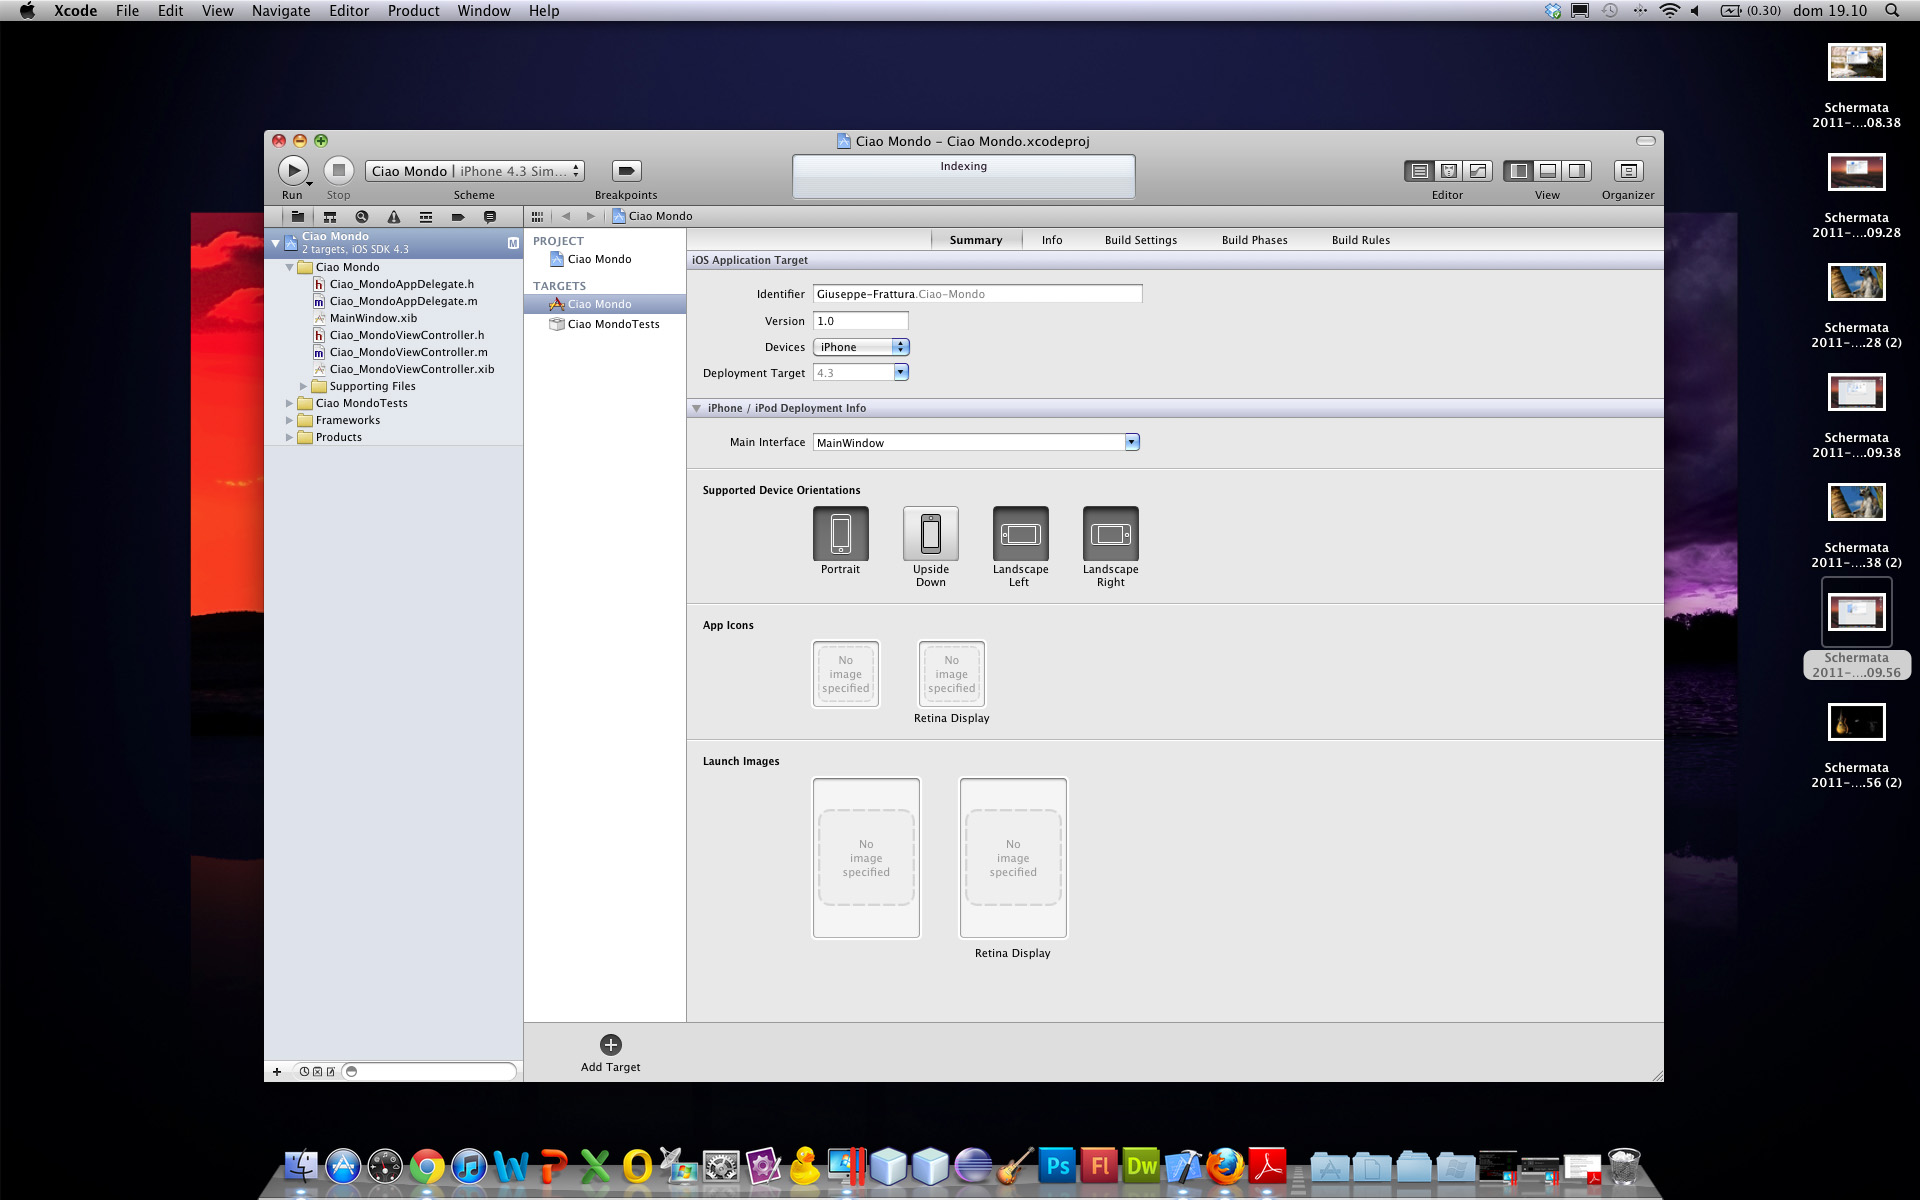 Xcode File Edit View Navigate Editor Product Window Help
(0.30) dom 19.10
Ciao Mondo – Ciao Mondo.xcodeproj
Ciao Mondo | iPhone 4.3 Sim...
Indexing
Run Stop Scheme Breakpoints Editor View Organizer
Ciao Mondo
Ciao Mondo
2 targets, iOS SDK 4.3
M
Ciao Mondo
h Ciao_MondoAppDelegate.h
m Ciao_MondoAppDelegate.m
MainWindow.xib
h Ciao_MondoViewController.h
m Ciao_MondoViewController.m
Ciao_MondoViewController.xib
Supporting Files
Ciao MondoTests
Frameworks
Products
PROJECT
Ciao Mondo
TARGETS
Ciao Mondo
Ciao MondoTests
Summary Info Build Settings Build Phases Build Rules
iOS Application Target
Identifier Giuseppe-Frattura.Ciao-Mondo
Version 1.0
Devices iPhone
Deployment Target 4.3
iPhone / iPod Deployment Info
Main Interface MainWindow
Supported Device Orientations
Portrait
Upside
Down
Landscape
Left
Landscape
Right
App Icons
No
image
specified
No
image
specified
Retina Display
Launch Images
No
image
specified
No
image
specified
Retina Display
Add Target
Schermata
2011-....08.38
Schermata
2011-....09.28
Schermata
2011-....28 (2)
Schermata
2011-....09.38
Schermata
2011-....38 (2)
Schermata
2011-....09.56
Schermata
2011-....56 (2)
Ps Fl Dw